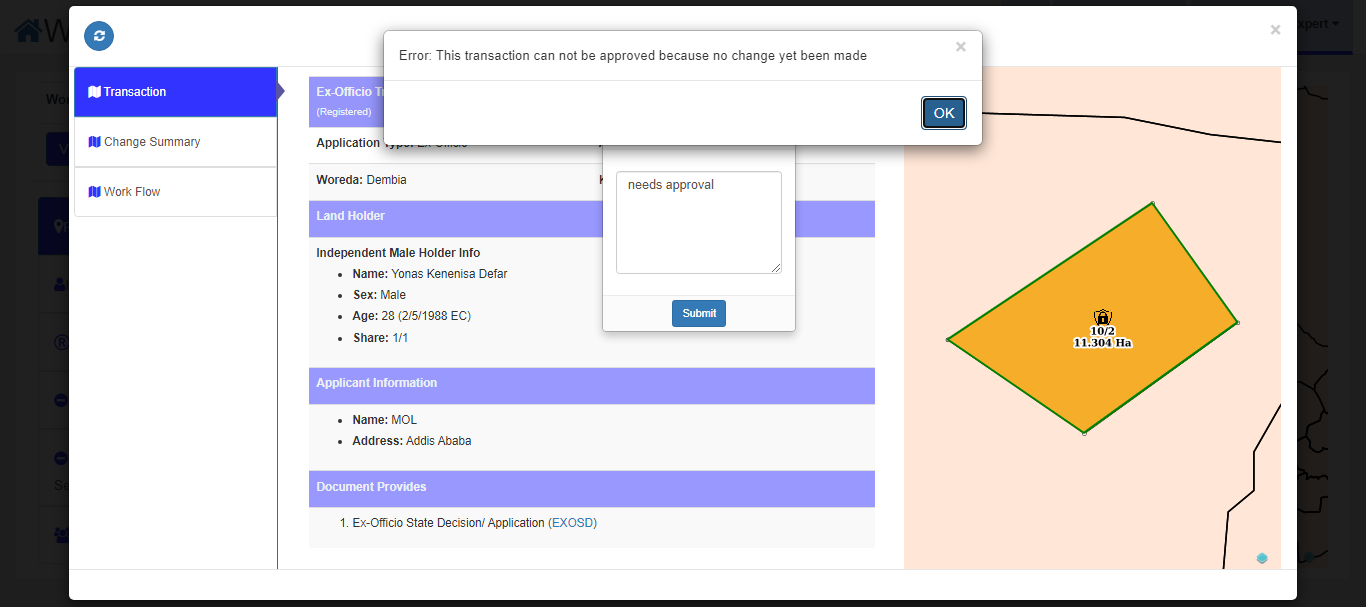 xpert
Error: This transaction can not be approved because no change yet been made
OK
Transaction
Change Summary
Work Flow
Ex-Officio Tr
(Registered)
Application Type: Ex-Officio
Woreda: Dembia
needs approval
Submit
Land Holder
Independent Male Holder Info
Name: Yonas Kenenisa Defar
Sex: Male
Age: 28 (2/5/1988 EC)
Share: 1/1
Applicant Information
Name: MOL
Address: Addis Ababa
Document Provides
1. Ex-Officio State Decision/ Application (EXOSD)
10/2
11.304 Ha